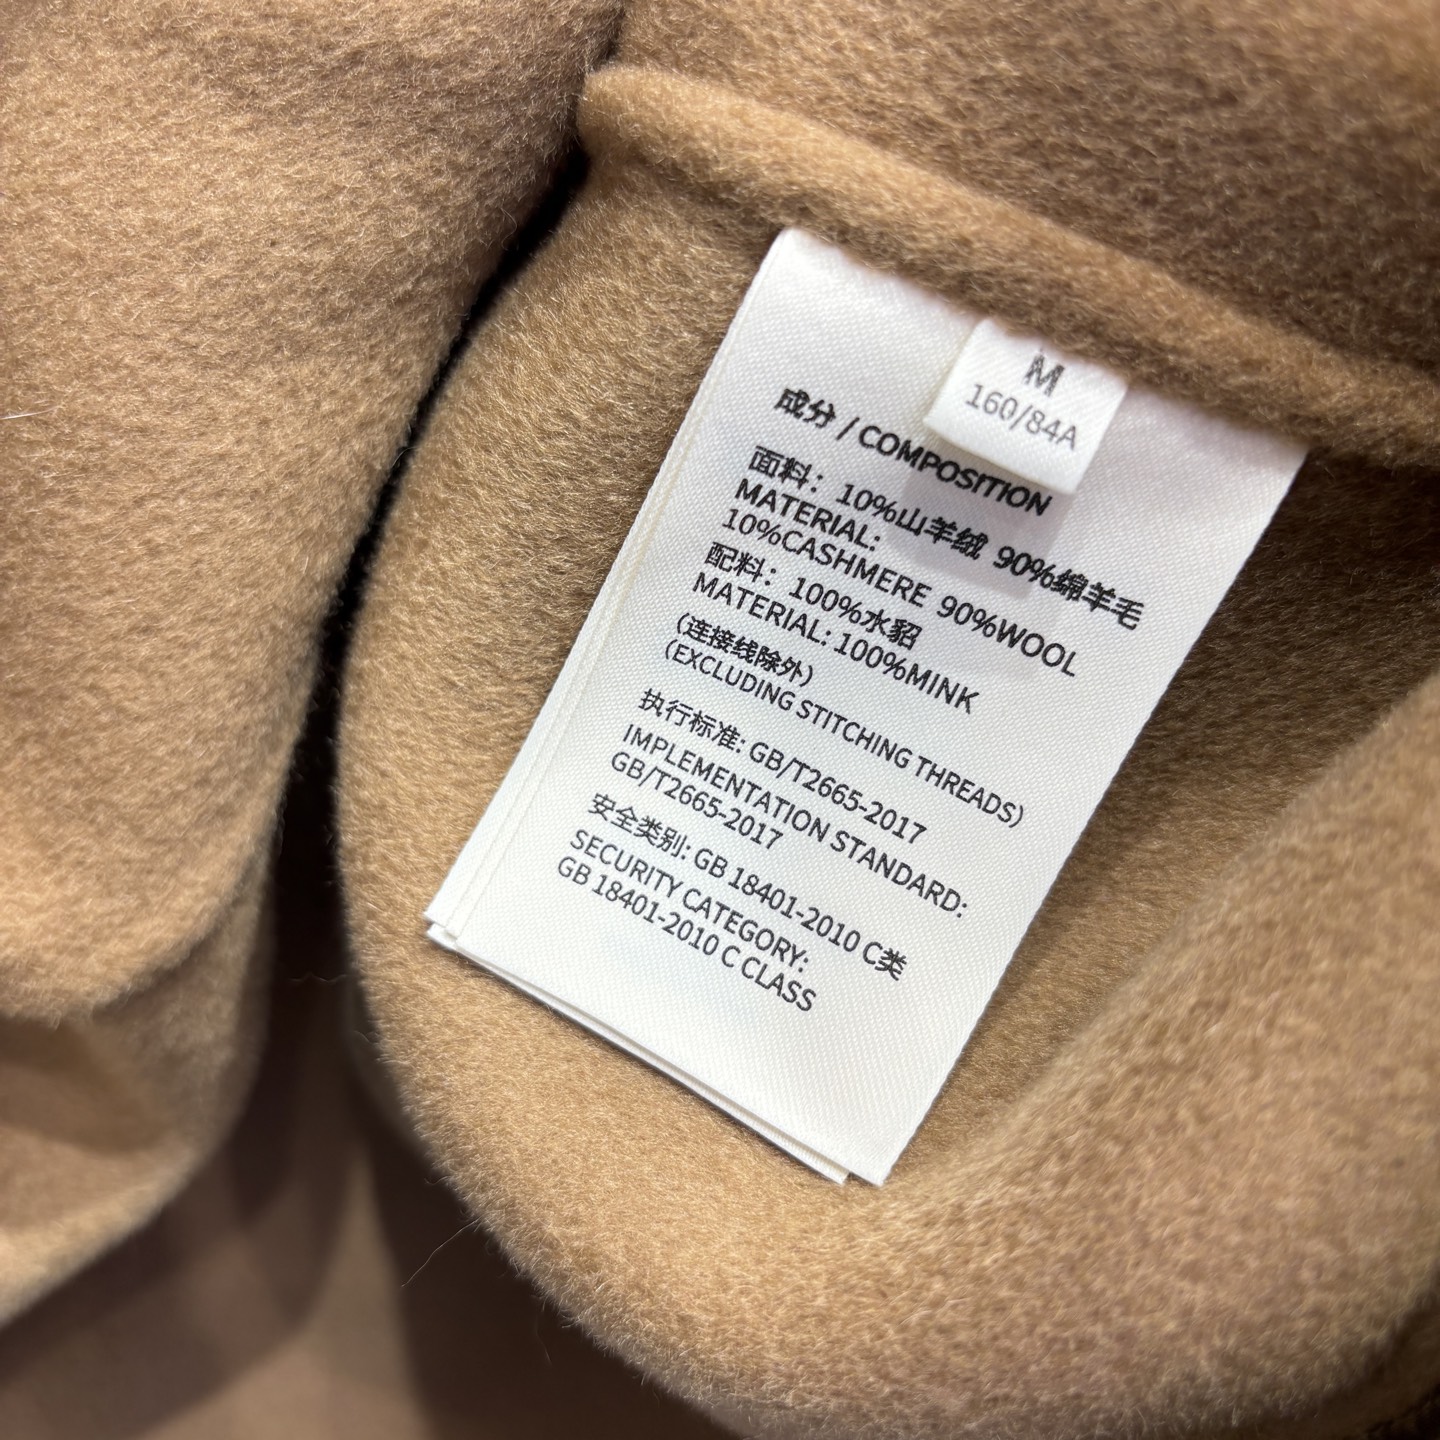 M
160/84A
成分 / COMPOSITION
面料：10%山羊绒 90%绵羊毛
MATERIAL:
10%CASHMERE 90%WOOL
配料：100%水貂
MATERIAL: 100%MINK
(连接线除外)
(EXCLUDING STITCHING THREADS)
执行标准: GB/T2665-2017
IMPLEMENTATION STANDARD:
GB/T2665-2017
安全类别: GB 18401-2010 C类
SECURITY CATEGORY:
GB 18401-2010 C CLASS